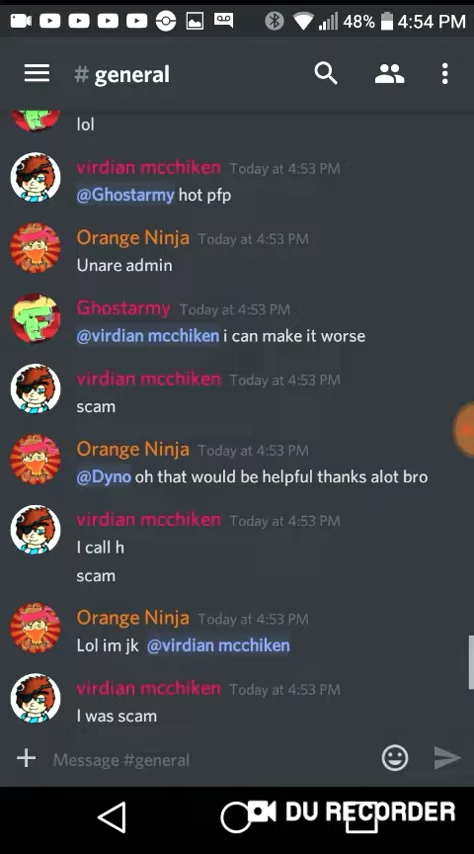 48% 4:54 PM
# general
lol
virdian mcchiken Today at 4:53 PM
@Ghostarmy hot pfp
Orange Ninja Today at 4:53 PM
Unare admin
Ghostarmy Today at 4:53 PM
@virdian mcchiken i can make it worse
virdian mcchiken Today at 4:53 PM
scam
Orange Ninja Today at 4:53 PM
@Dyno oh that would be helpful thanks alot bro
virdian mcchiken Today at 4:53 PM
I call h
scam
Orange Ninja Today at 4:53 PM
Lol im jk @virdian mcchiken
virdian mcchiken Today at 4:53 PM
I was scam
Message #general
DU RECORDER